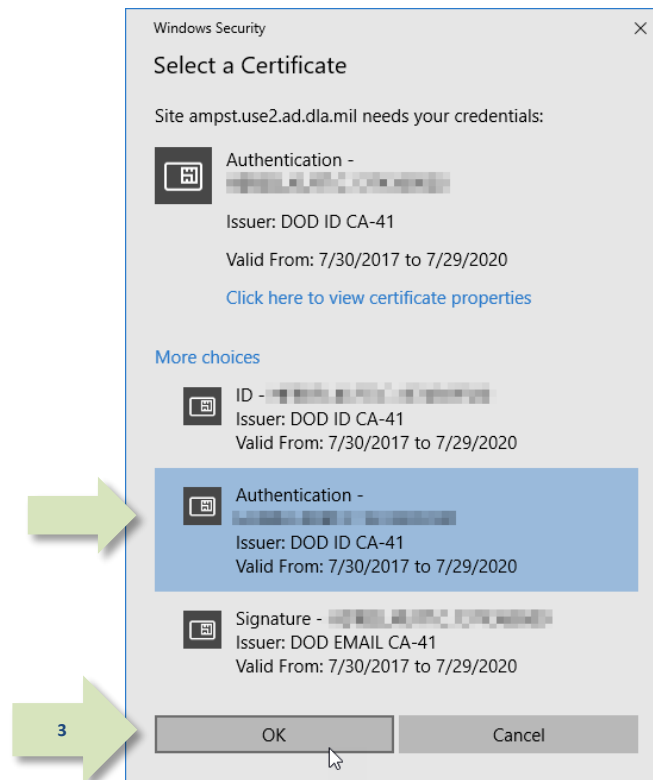 Windows Security
Select a Certificate
Site ampst.use2.ad.dla.mil needs your credentials:
Authentication -
Issuer: DOD ID CA-41
Valid From: 7/30/2017 to 7/29/2020
Click here to view certificate properties
More choices
ID -
Issuer: DOD ID CA-41
Valid From: 7/30/2017 to 7/29/2020
Authentication -
Issuer: DOD ID CA-41
Valid From: 7/30/2017 to 7/29/2020
Signature -
Issuer: DOD EMAIL CA-41
Valid From: 7/30/2017 to 7/29/2020
3
OK
Cancel